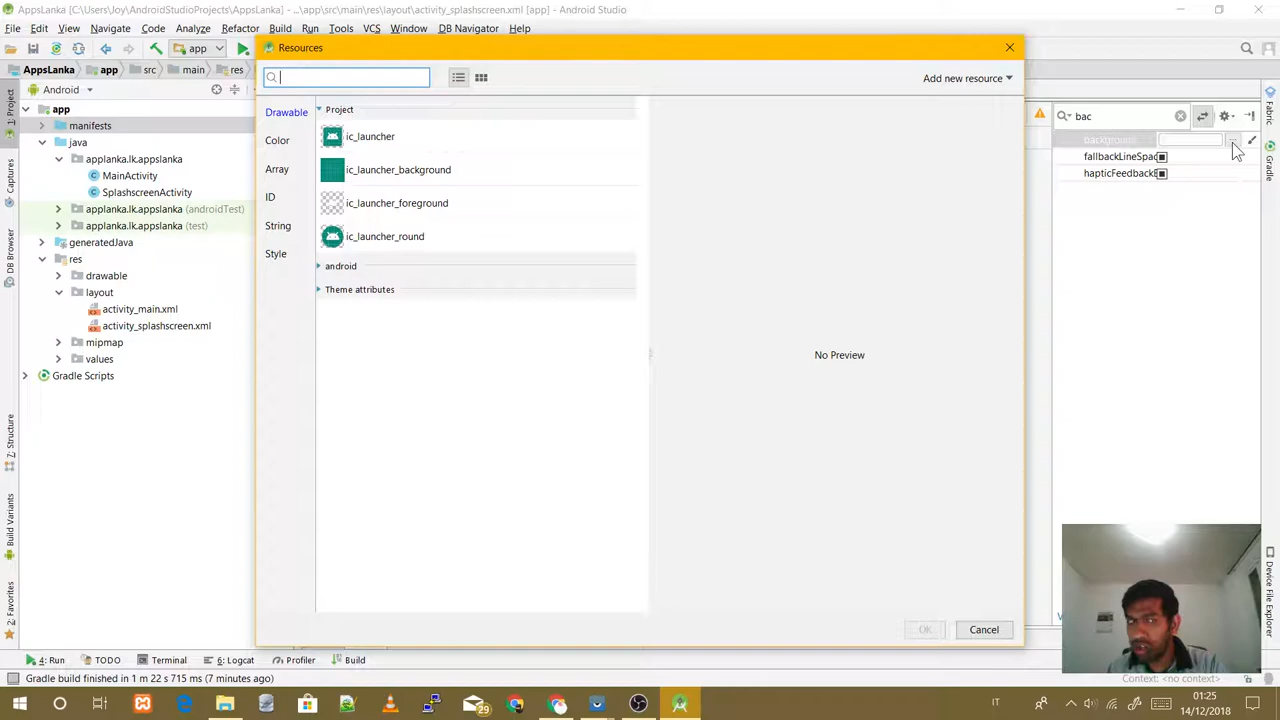 AppsLanka [C:\Users\Joy\AndroidStudioProjects\AppsLanka] - ...\app\src\main\res\layout\activity_splashscreen.xml [app] - Android Studio
File Edit View Navigate Code Analyze Refactor Build Run Tools VCS Window DB Navigator Help
app
AppsLanka app src main res
Resources
Add new resource
Drawable
Color
Array
ID
String
Style
Project
ic_launcher
ic_launcher_background
ic_launcher_foreground
ic_launcher_round
android
Theme attributes
No Preview
OK Cancel
1: Project
Captures
DB Browser
7: Structure
Build Variants
2: Favorites
Android
app
manifests
java
applanka.lk.appslanka
MainActivity
SplashscreenActivity
applanka.lk.appslanka (androidTest)
applanka.lk.appslanka (test)
generatedJava
res
drawable
layout
activity_main.xml
activity_splashscreen.xml
mipmap
values
Gradle Scripts
bac
background
fallbackLineSpac
hapticFeedbackE
Fabric
Gradle
Device File Explorer
4: Run TODO Terminal 6: Logcat Profiler Build
Gradle build finished in 1 m 22 s 715 ms (7 minutes ago)
Context: <no context>
29
IT
01:25
14/12/2018